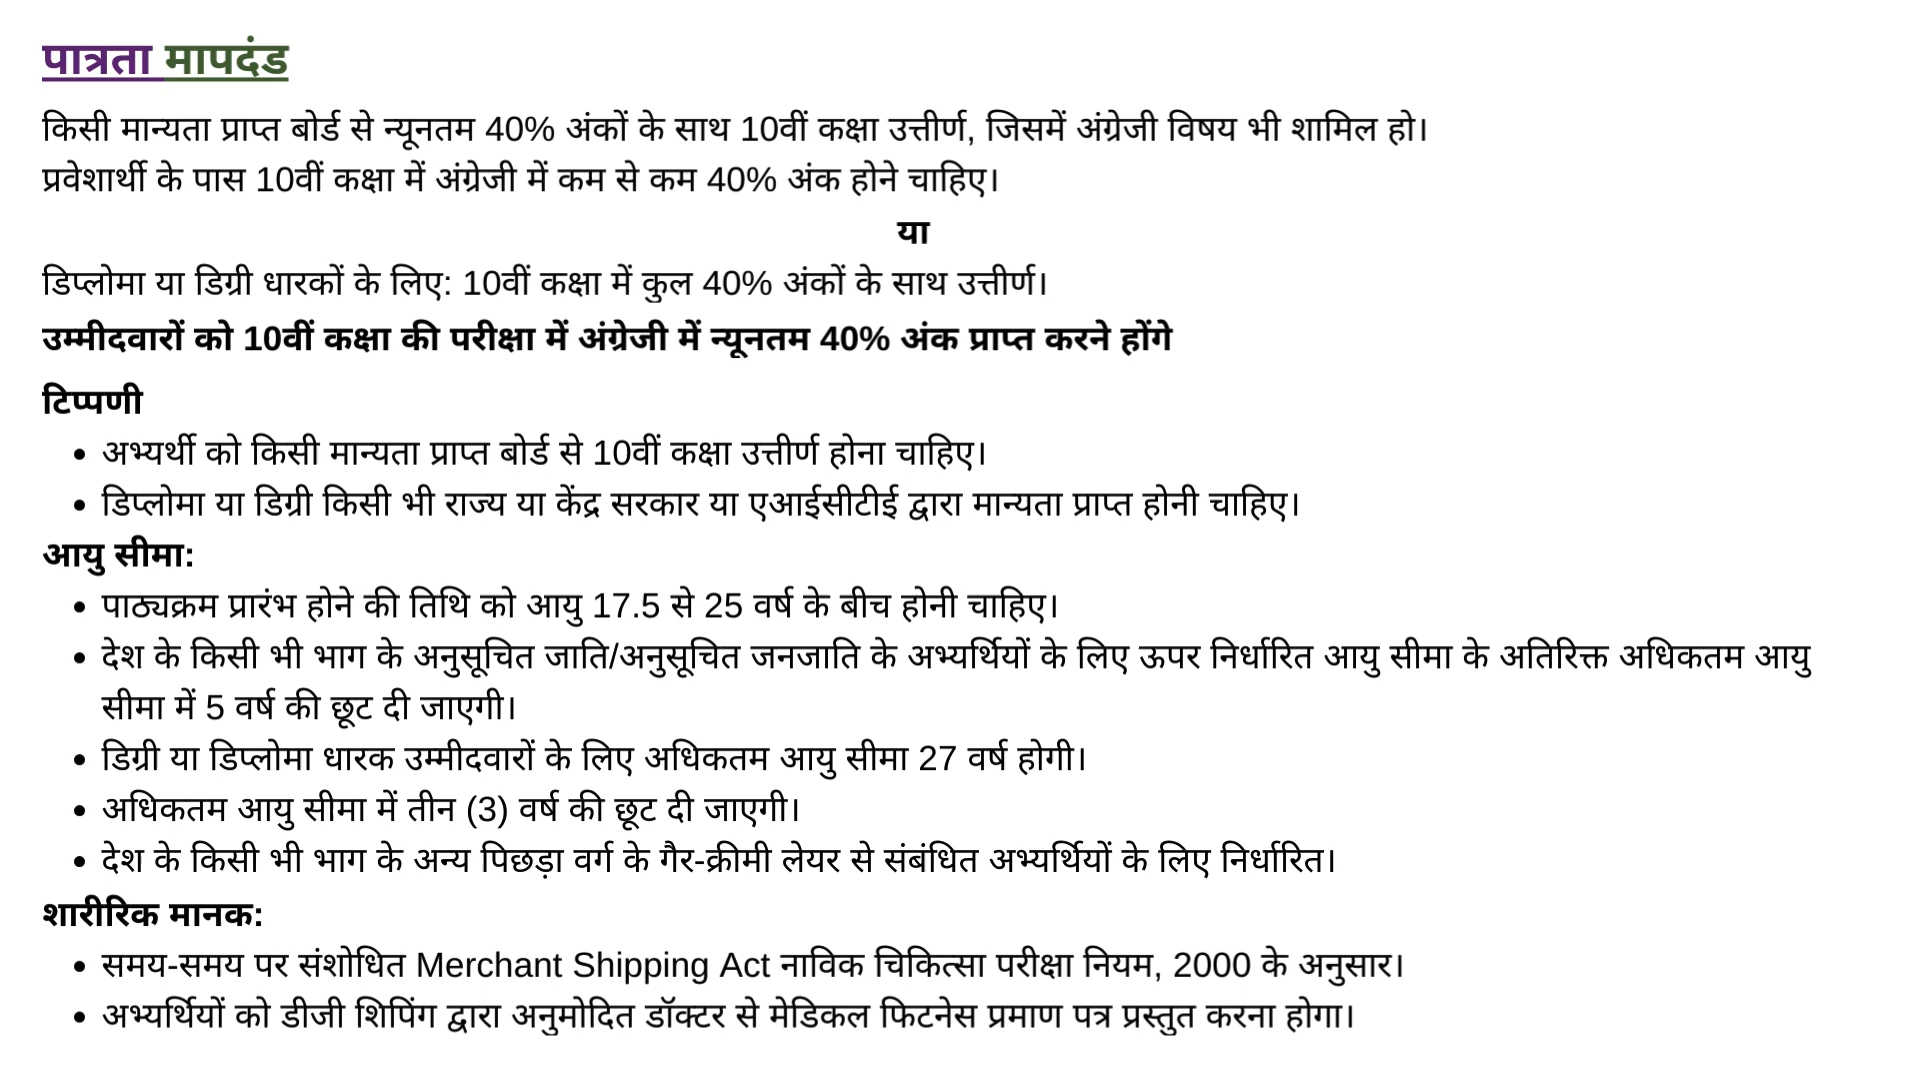 पात्रता मापदंड
किसी मान्यता प्राप्त बोर्ड से न्यूनतम 40% अंकों के साथ 10वीं कक्षा उत्तीर्ण, जिसमें अंग्रेजी विषय भी शामिल हो।
प्रवेशार्थी के पास 10वीं कक्षा में अंग्रेजी में कम से कम 40% अंक होने चाहिए।
या
डिप्लोमा या डिग्री धारकों के लिए: 10वीं कक्षा में कुल 40% अंकों के साथ उत्तीर्ण।
उम्मीदवारों को 10वीं कक्षा की परीक्षा में अंग्रेजी में न्यूनतम 40% अंक प्राप्त करने होंगे
टिप्पणी
• अभ्यर्थी को किसी मान्यता प्राप्त बोर्ड से 10वीं कक्षा उत्तीर्ण होना चाहिए।
• डिप्लोमा या डिग्री किसी भी राज्य या केंद्र सरकार या एआईसीटीई द्वारा मान्यता प्राप्त होनी चाहिए।
आयु सीमा:
• पाठ्यक्रम प्रारंभ होने की तिथि को आयु 17.5 से 25 वर्ष के बीच होनी चाहिए।
• देश के किसी भी भाग के अनुसूचित जाति/अनुसूचित जनजाति के अभ्यर्थियों के लिए ऊपर निर्धारित आयु सीमा के अतिरिक्त अधिकतम आयु
सीमा में 5 वर्ष की छूट दी जाएगी।
• डिग्री या डिप्लोमा धारक उम्मीदवारों के लिए अधिकतम आयु सीमा 27 वर्ष होगी।
• अधिकतम आयु सीमा में तीन (3) वर्ष की छूट दी जाएगी।
• देश के किसी भी भाग के अन्य पिछड़ा वर्ग के गैर-क्रीमी लेयर से संबंधित अभ्यर्थियों के लिए निर्धारित।
शारीरिक मानक:
• समय-समय पर संशोधित Merchant Shipping Act नाविक चिकित्सा परीक्षा नियम, 2000 के अनुसार।
• अभ्यर्थियों को डीजी शिपिंग द्वारा अनुमोदित डॉक्टर से मेडिकल फिटनेस प्रमाण पत्र प्रस्तुत करना होगा।